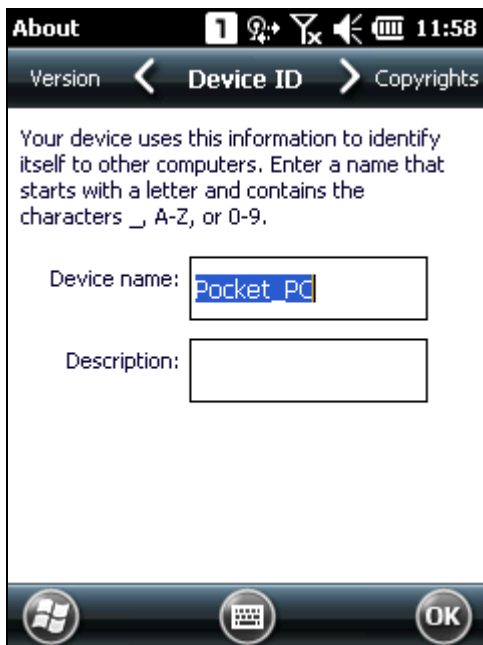 About 1 11:58
Version Device ID Copyrights
Your device uses this information to identify
itself to other computers. Enter a name that
starts with a letter and contains the
characters _, A-Z, or 0-9.
Device name: Pocket_PC
Description:
OK